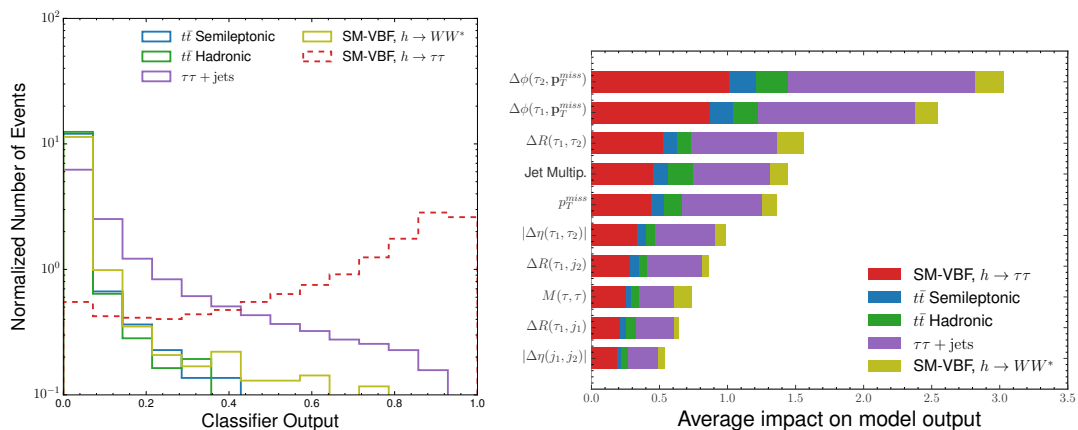 Normalized Number of Events
10²
10¹
10⁰
10⁻¹
tt̄ Semileptonic
tt̄ Hadronic
ττ + jets
SM-VBF, h → WW*
SM-VBF, h → ττ
0.0 0.2 0.4 0.6 0.8 1.0
Classifier Output
Δϕ(τ₂, p_T^miss)
Δϕ(τ₁, p_T^miss)
ΔR(τ₁, τ₂)
Jet Multip.
p_T^miss
|Δη(τ₁, τ₂)|
ΔR(τ₁, j₂)
M(τ, τ)
ΔR(τ₁, j₁)
|Δη(j₁, j₂)|
SM-VBF, h → ττ
tt̄ Semileptonic
tt̄ Hadronic
ττ + jets
SM-VBF, h → WW*
0.0 0.5 1.0 1.5 2.0 2.5 3.0 3.5
Average impact on model output